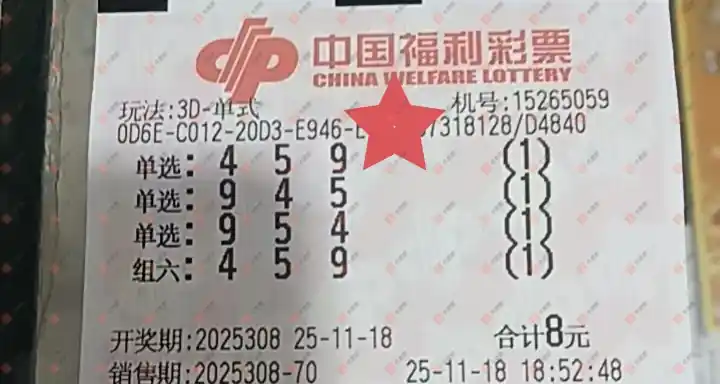 中国福利彩票
CHINA WELFARE LOTTERY
玩法:3D-单式 机号:15265059
0D6E-C012-20D3-E946- 7318128/D4840
单选: 4 5 9 (1)
单选: 9 4 5 (1)
单选: 9 5 4 (1)
组六: 4 5 9 (1)
开奖期:2025308 25-11-18 合计8元
销售期:2025308-70 25-11-18 18:52:48